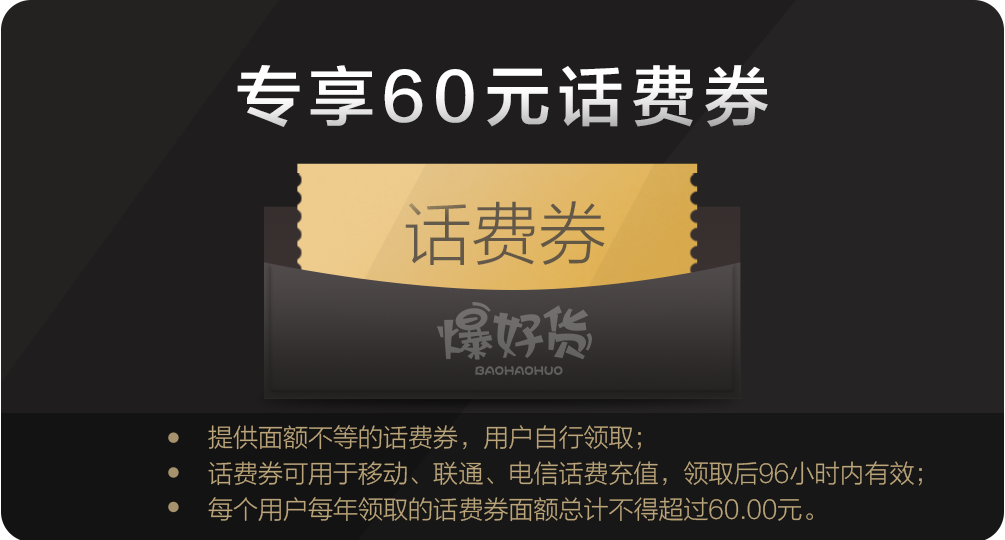 专享60元话费券
话费券
爆好货
BAOHAOHUO
提供面额不等的话费券，用户自行领取；
话费券可用于移动、联通、电信话费充值，领取后96小时内有效；
每个用户每年领取的话费券面额总计不得超过60.00元。